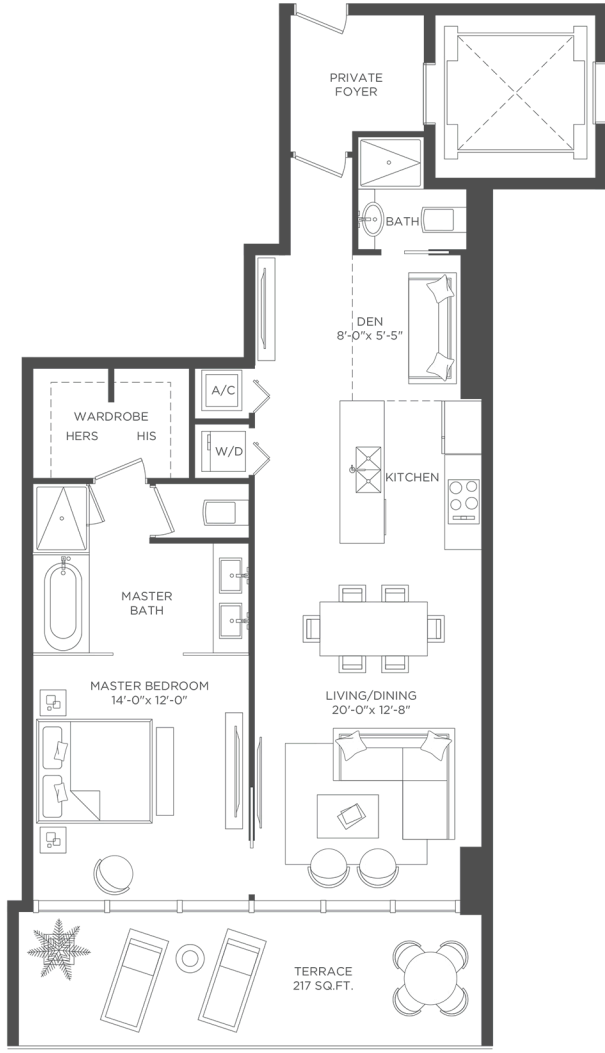 PRIVATE
FOYER
BATH
DEN
8'-0"x 5'-5"
A/C
WARDROBE
HERS HIS
W/D
KITCHEN
MASTER
BATH
MASTER BEDROOM
14'-0"x 12'-0"
LIVING/DINING
20'-0"x 12'-8"
TERRACE
217 SQ.FT.